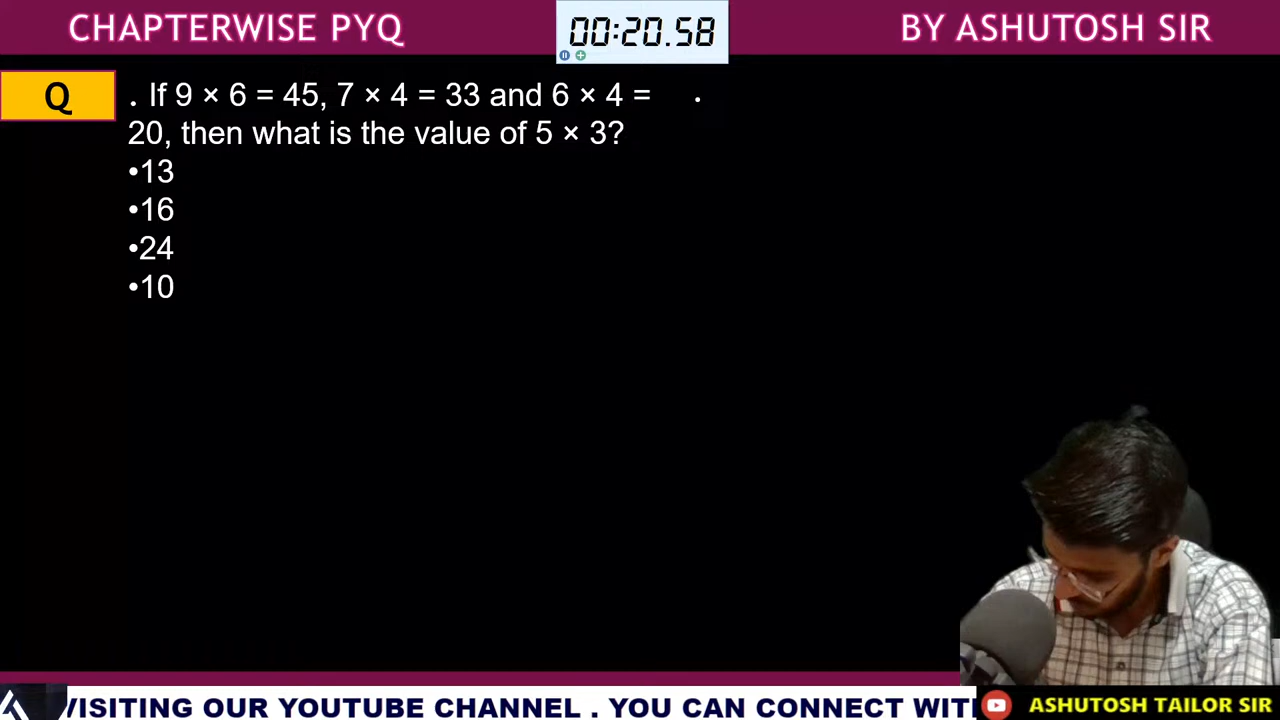 CHAPTERWISE PYQ
00:20.58
BY ASHUTOSH SIR
Q
. If 9 × 6 = 45, 7 × 4 = 33 and 6 × 4 =
20, then what is the value of 5 × 3?
•13
•16
•24
•10
VISITING OUR YOUTUBE CHANNEL . YOU CAN CONNECT WIT
ASHUTOSH TAILOR SIR